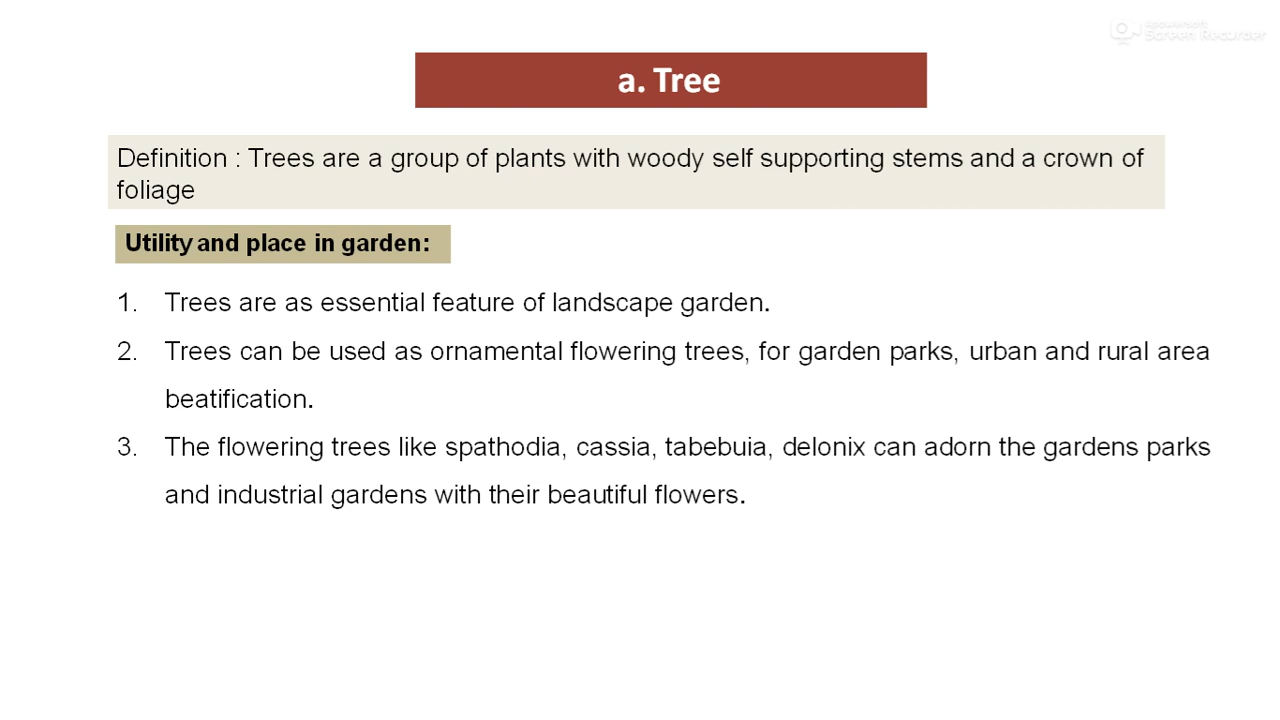 Apowersoft
Screen Recorder
a. Tree
Definition : Trees are a group of plants with woody self supporting stems and a crown of
foliage
Utility and place in garden:
1. Trees are as essential feature of landscape garden.
2. Trees can be used as ornamental flowering trees, for garden parks, urban and rural area
beatification.
3. The flowering trees like spathodia, cassia, tabebuia, delonix can adorn the gardens parks
and industrial gardens with their beautiful flowers.